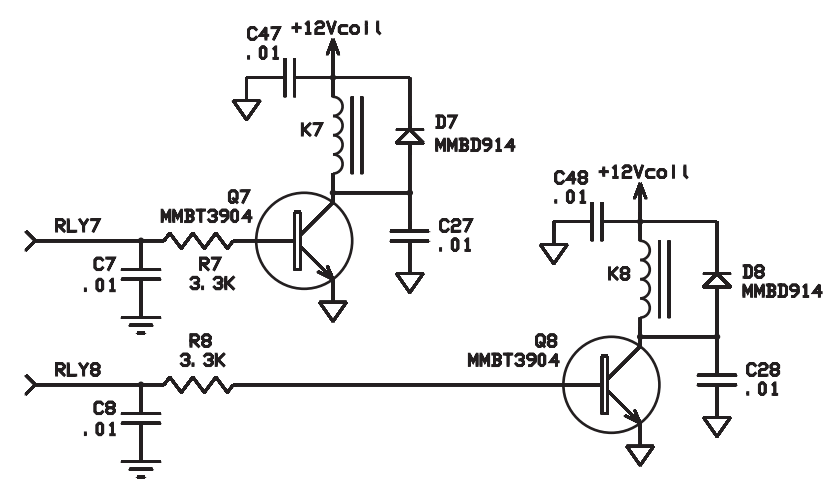 C47 +12Vcoil
.01
K7
D7
MMBD914
Q7
MMBT3904
RLY7
C7
.01
R7
3.3K
C27
.01
C48 +12Vcoil
.01
K8
D8
MMBD914
R8
3.3K
Q8
MMBT3904
RLY8
C8
.01
C28
.01